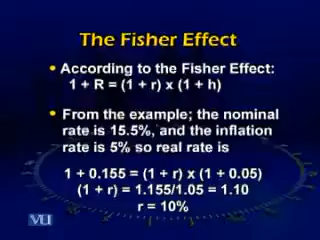 The Fisher Effect
• According to the Fisher Effect:
1 + R = (1 + r) x (1 + h)
• From the example; the nominal
rate is 15.5%, and the inflation
rate is 5% so real rate is
1 + 0.155 = (1 + r) x (1 + 0.05)
(1 + r) = 1.155/1.05 = 1.10
r = 10%
VU